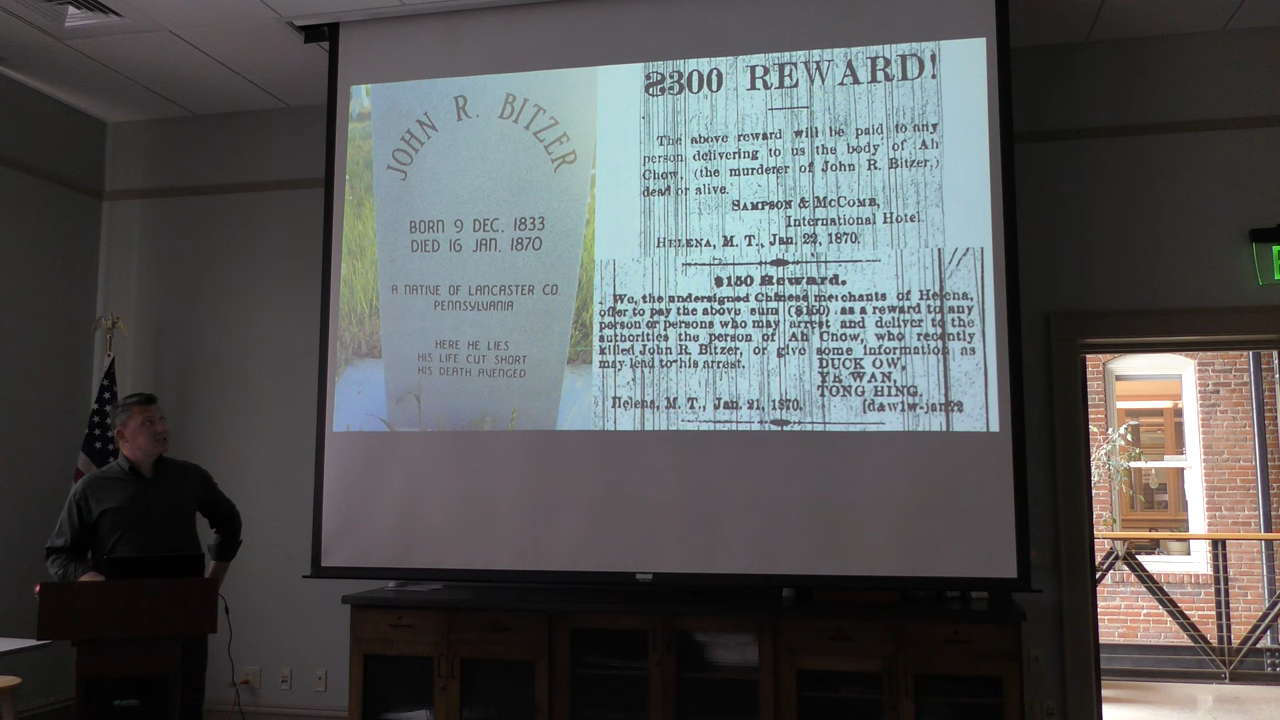 JOHN R. BITZER
BORN 9 DEC. 1833
DIED 16 JAN. 1870
A NATIVE OF LANCASTER CO.
PENNSYLVANIA
HERE HE LIES
HIS LIFE CUT SHORT
HIS DEATH AVENGED
$300 REWARD!
The above reward will be paid to any
person delivering to us the body of Ah
Chow, (the murderer of John R. Bitzer,)
dead or alive.
SAMPSON & MCCOMB,
International Hotel.
HELENA, M. T., Jan. 22, 1870.
$150 Reward.
We, the undersigned Chinese merchants of Helena,
offer to pay the above sum ($150) as a reward to any
person or persons who may arrest and deliver to the
authorities the person of Ah Chow, who recently
killed John R. Bitzer, or give some information as
may lead to his arrest.
DUCK OW,
YE WAN,
TONG HING.
Helena, M. T., Jan. 21, 1870. [d&w1w-jan22